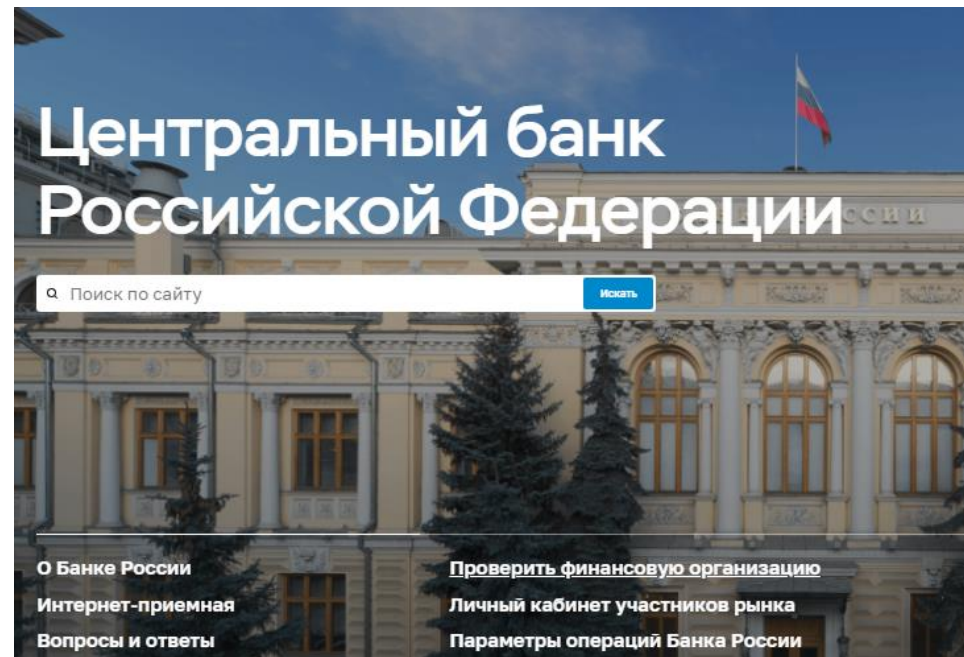 Центральный банк
Российской Федерации
Поиск по сайту
Искать
О Банке России
Проверить финансовую организацию
Интернет-приемная
Личный кабинет участников рынка
Вопросы и ответы
Параметры операций Банка России